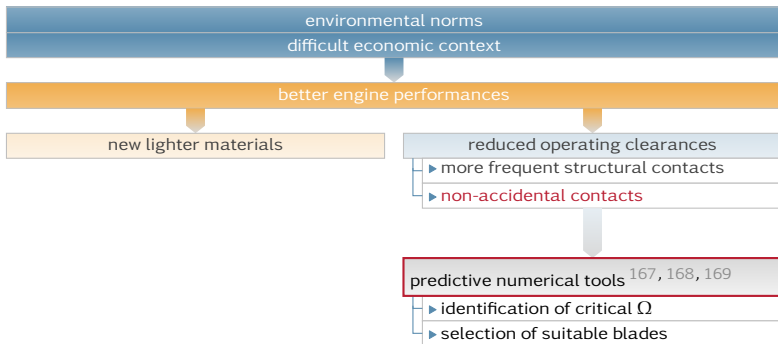 environmental norms
difficult economic context
better engine performances
new lighter materials
reduced operating clearances
▶ more frequent structural contacts
▶ non-accidental contacts
predictive numerical tools 167, 168, 169
▶ identification of critical Ω
▶ selection of suitable blades